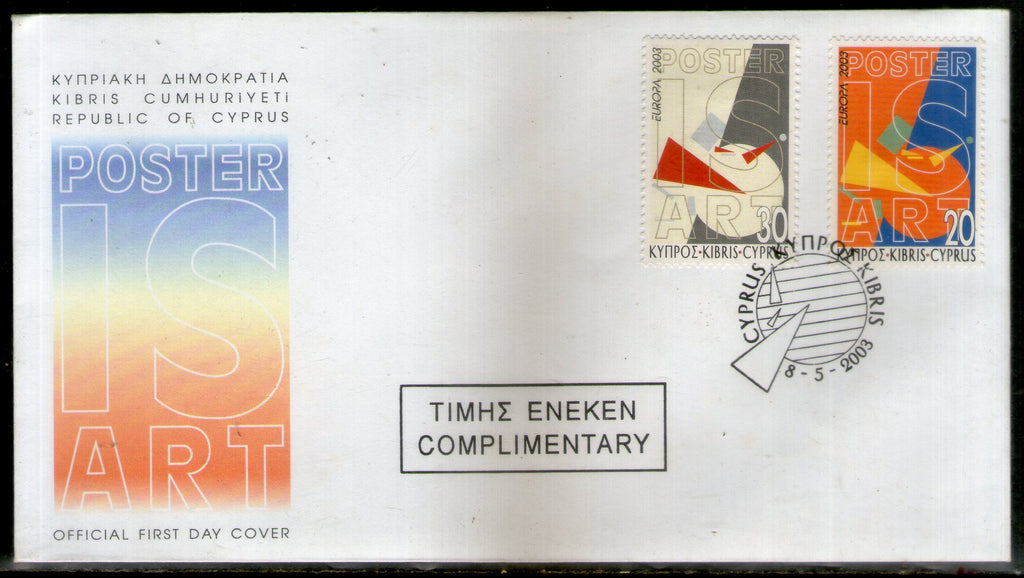 ΚΥΠΡΙΑΚΗ ΔΗΜΟΚΡΑΤΙΑ
KIBRIS CUMHURİYETİ
REPUBLIC OF CYPRUS
POSTER
IS
ART
OFFICIAL FIRST DAY COVER
EUROPA 2003
POSTER
IS
ART
30
ΚΥΠΡΟΣ·KIBRIS·CYPRUS
EUROPA 2003
POSTER
IS
ART
20
ΚΥΠΡΟΣ·KIBRIS·CYPRUS
CYPRUS ΚΥΠΡΟΣ KIBRIS
8-5-2003
ΤΙΜΗΣ ΕΝΕΚΕΝ
COMPLIMENTARY